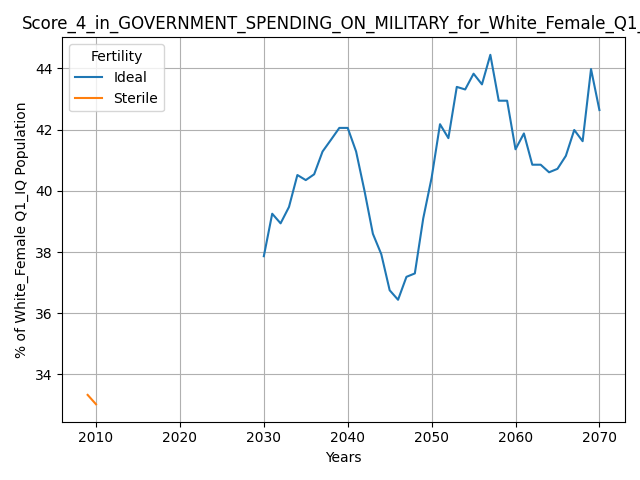 Score_4_in_GOVERNMENT_SPENDING_ON_MILITARY_for_White_Female_Q1_
Fertility
Ideal
Sterile
% of White_Female Q1_IQ Population
44
42
40
38
36
34
2010 2020 2030 2040 2050 2060 2070
Years